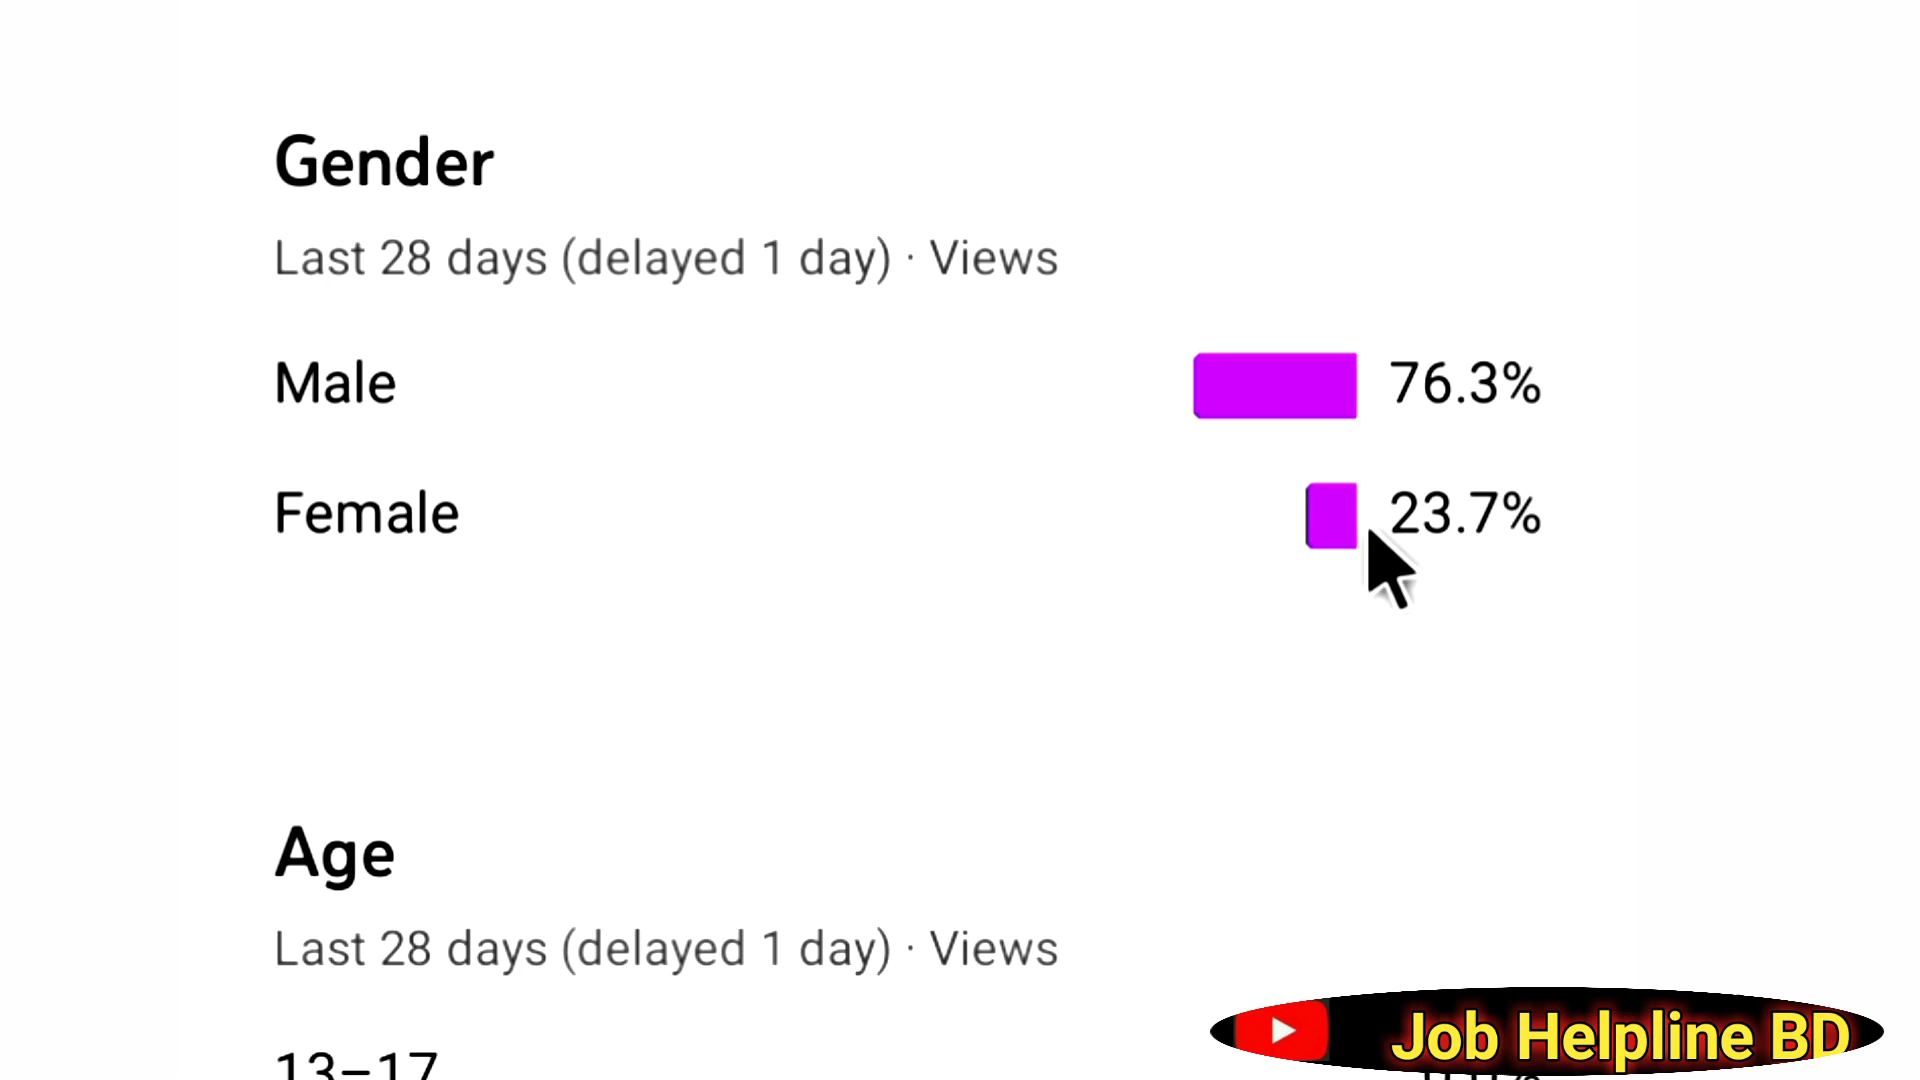 Gender
Last 28 days (delayed 1 day) · Views
Male 76.3%
Female 23.7%
Age
Last 28 days (delayed 1 day) · Views
13–17
Job Helpline BD